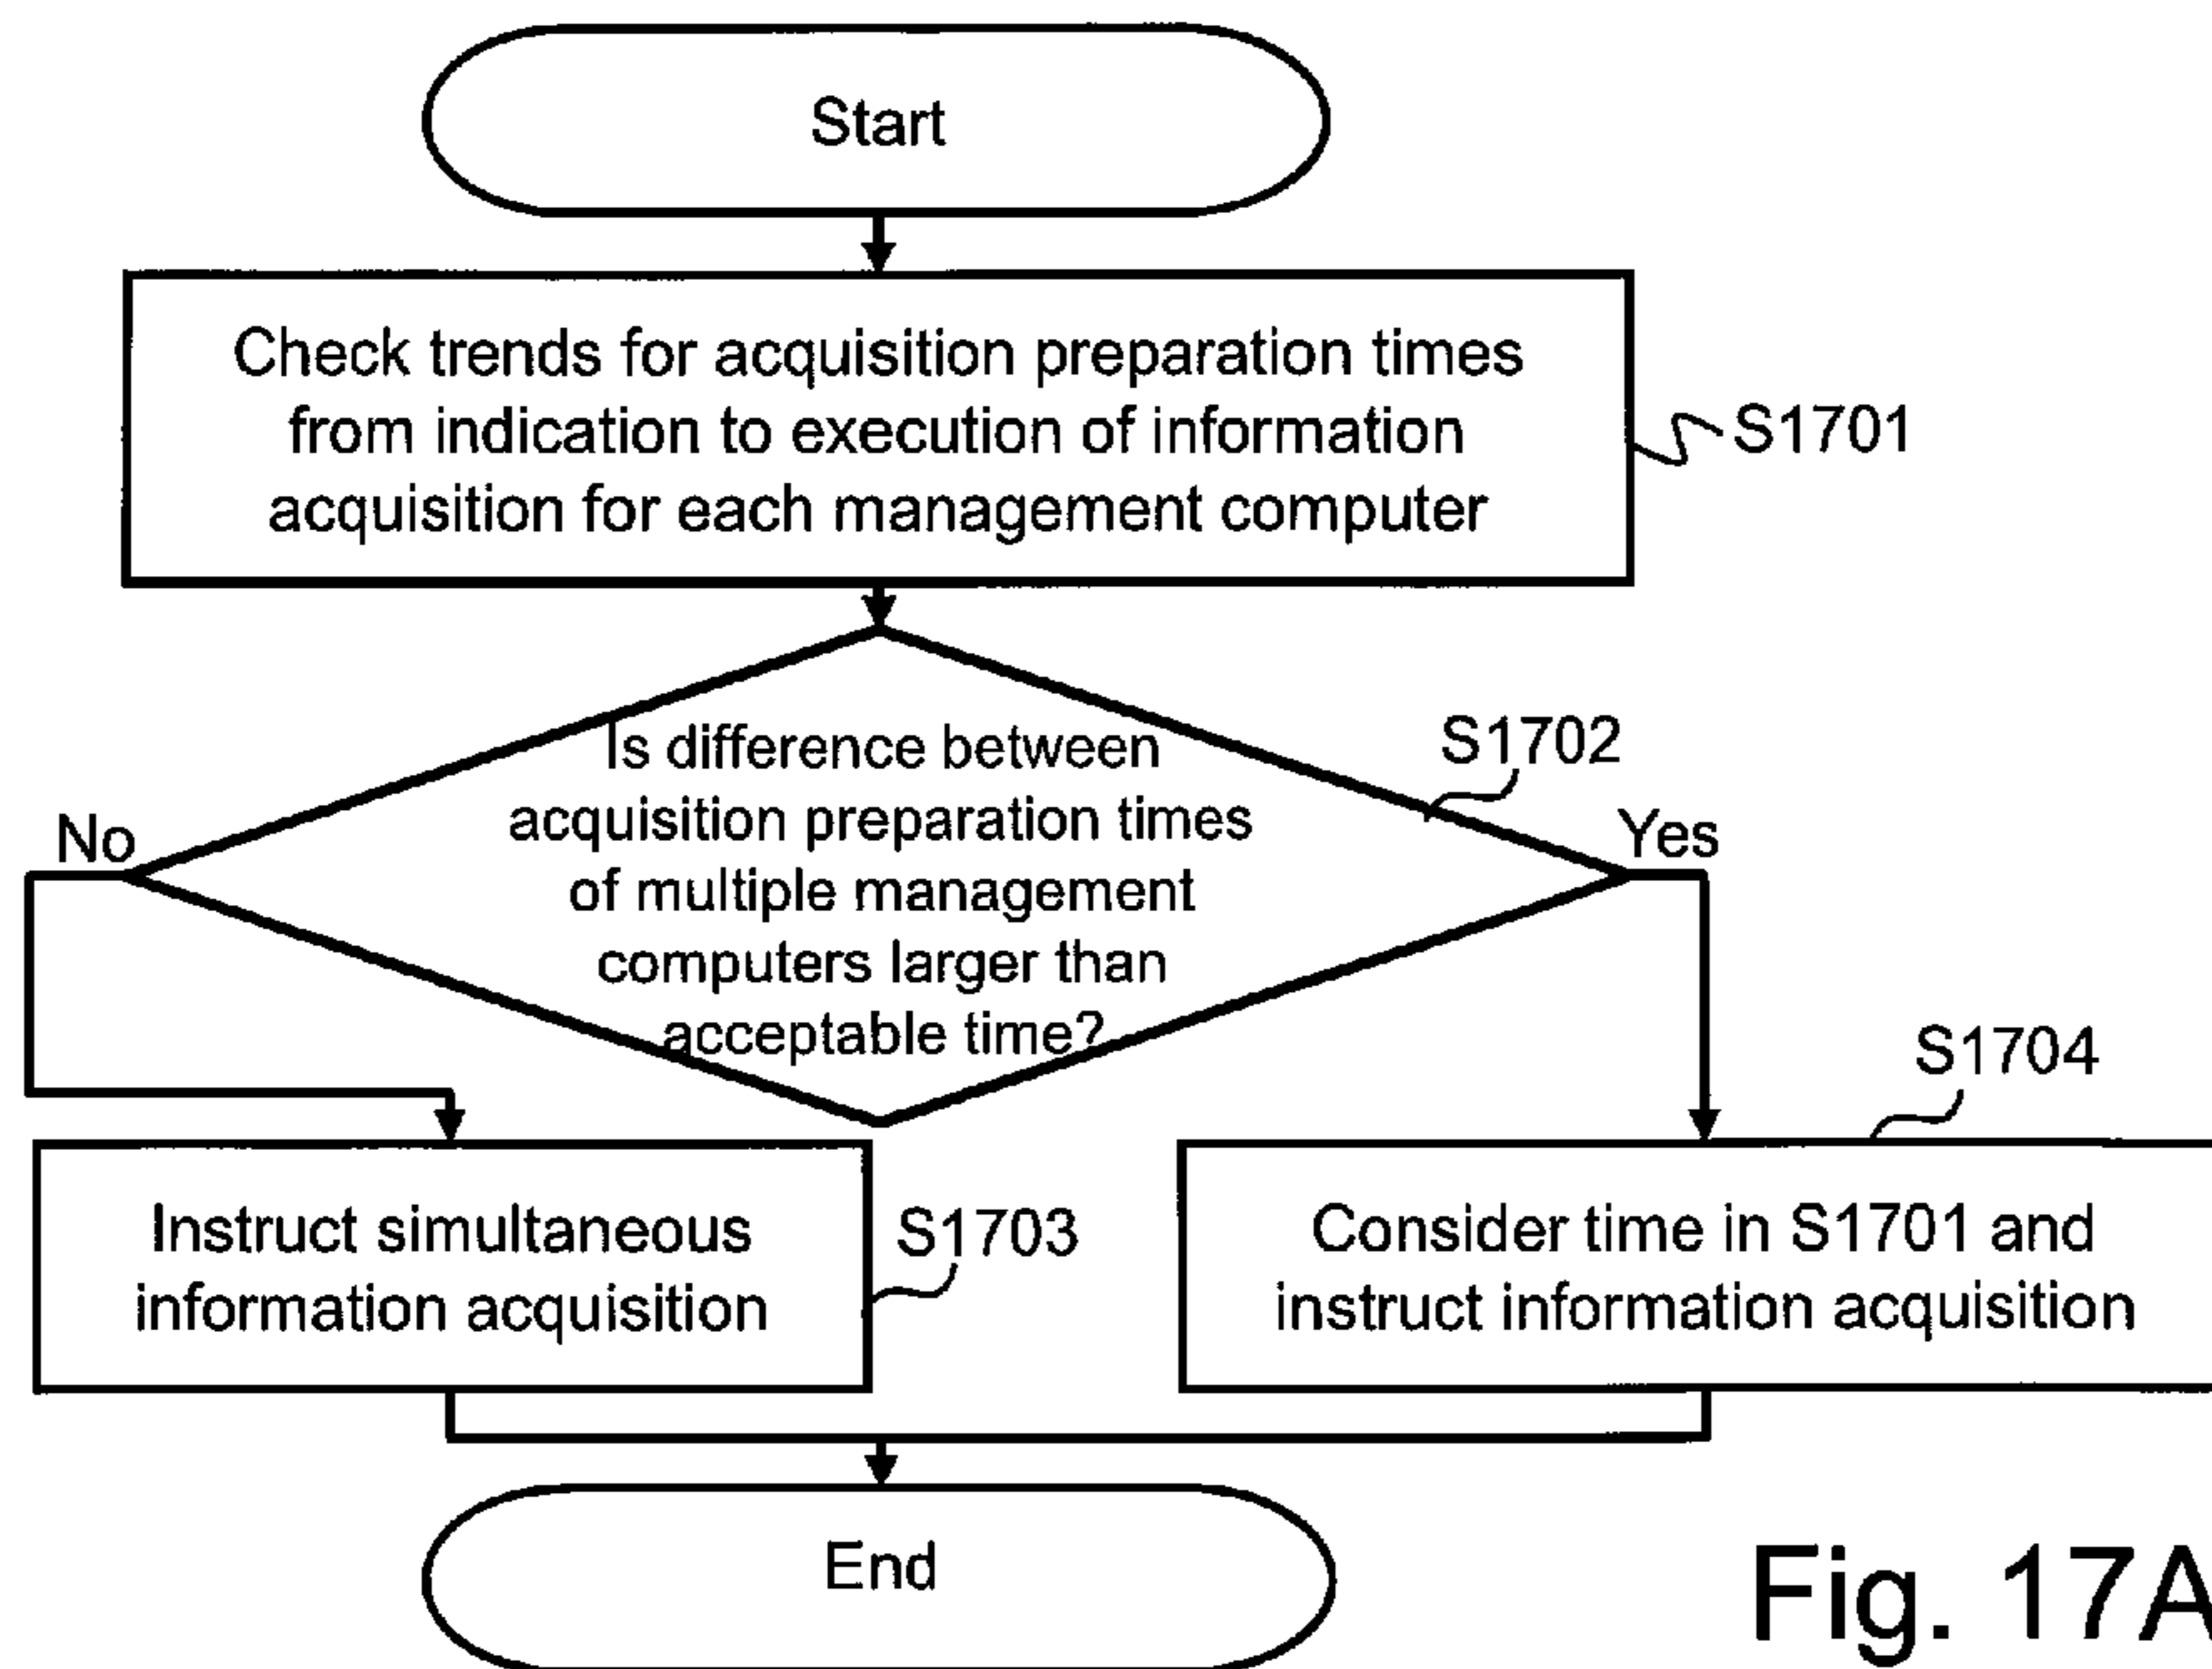 Start
Check trends for acquisition preparation times
from indication to execution of information
acquisition for each management computer
S1701
Is difference between
acquisition preparation times
of multiple management
computers larger than
acceptable time?
S1702
No
Yes
S1704
Instruct simultaneous
information acquisition
S1703
Consider time in S1701 and
instruct information acquisition
End
Fig. 17A